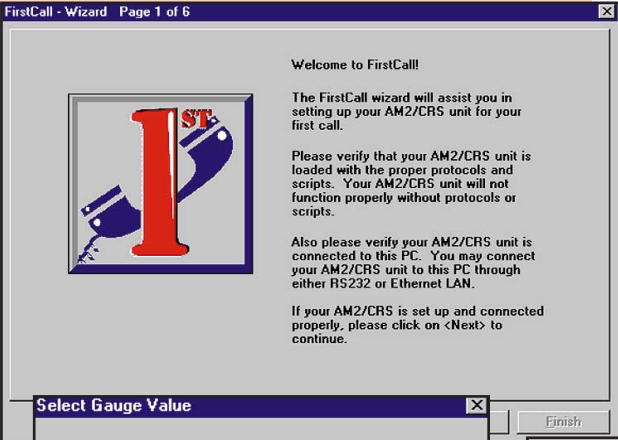 FirstCall - Wizard Page 1 of 6
1ST
Welcome to FirstCall!
The FirstCall wizard will assist you in
setting up your AM2/CRS unit for your
first call.
Please verify that your AM2/CRS unit is
loaded with the proper protocols and
scripts. Your AM2/CRS unit will not
function properly without protocols or
scripts.
Also please verify your AM2/CRS unit is
connected to this PC. You may connect
your AM2/CRS unit to this PC through
either RS232 or Ethernet LAN.
If your AM2/CRS is set up and connected
properly, please click on <Next> to
continue.
Select Gauge Value
Finish